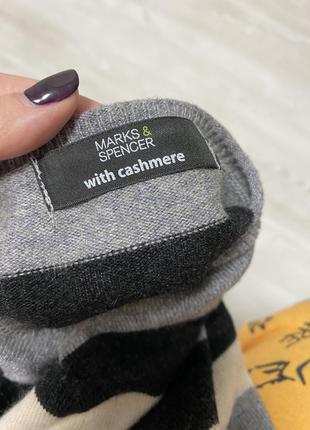 MARKS &
SPENCER
with cashmere